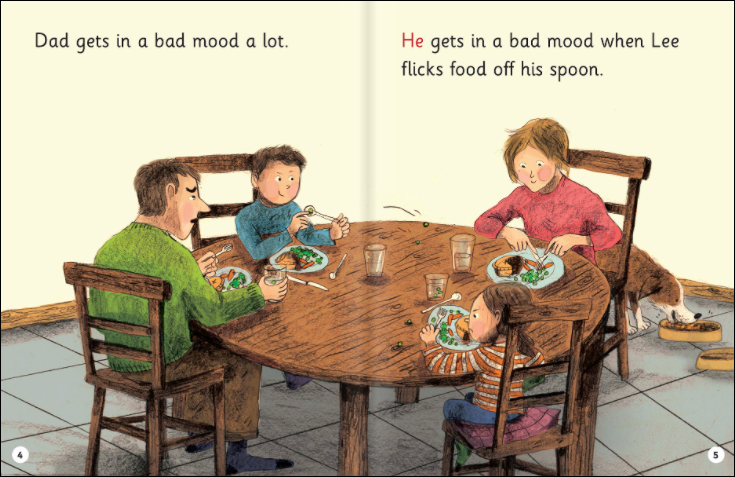 Dad gets in a bad mood a lot.
He gets in a bad mood when Lee
flicks food off his spoon.
4
5